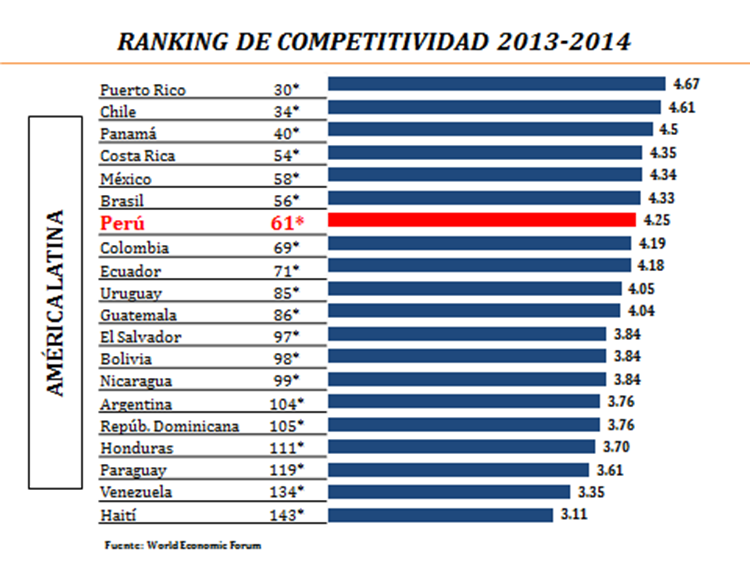 RANKING DE COMPETITIVIDAD 2013-2014
AMÉRICA LATINA
Puerto Rico 30* 4.67
Chile 34* 4.61
Panamá 40* 4.5
Costa Rica 54* 4.35
México 58* 4.34
Brasil 56* 4.33
Perú 61* 4.25
Colombia 69* 4.19
Ecuador 71* 4.18
Uruguay 85* 4.05
Guatemala 86* 4.04
El Salvador 97* 3.84
Bolivia 98* 3.84
Nicaragua 99* 3.84
Argentina 104* 3.76
Repúb. Dominicana 105* 3.76
Honduras 111* 3.70
Paraguay 119* 3.61
Venezuela 134* 3.35
Haití 143* 3.11
Fuente: World Economic Forum